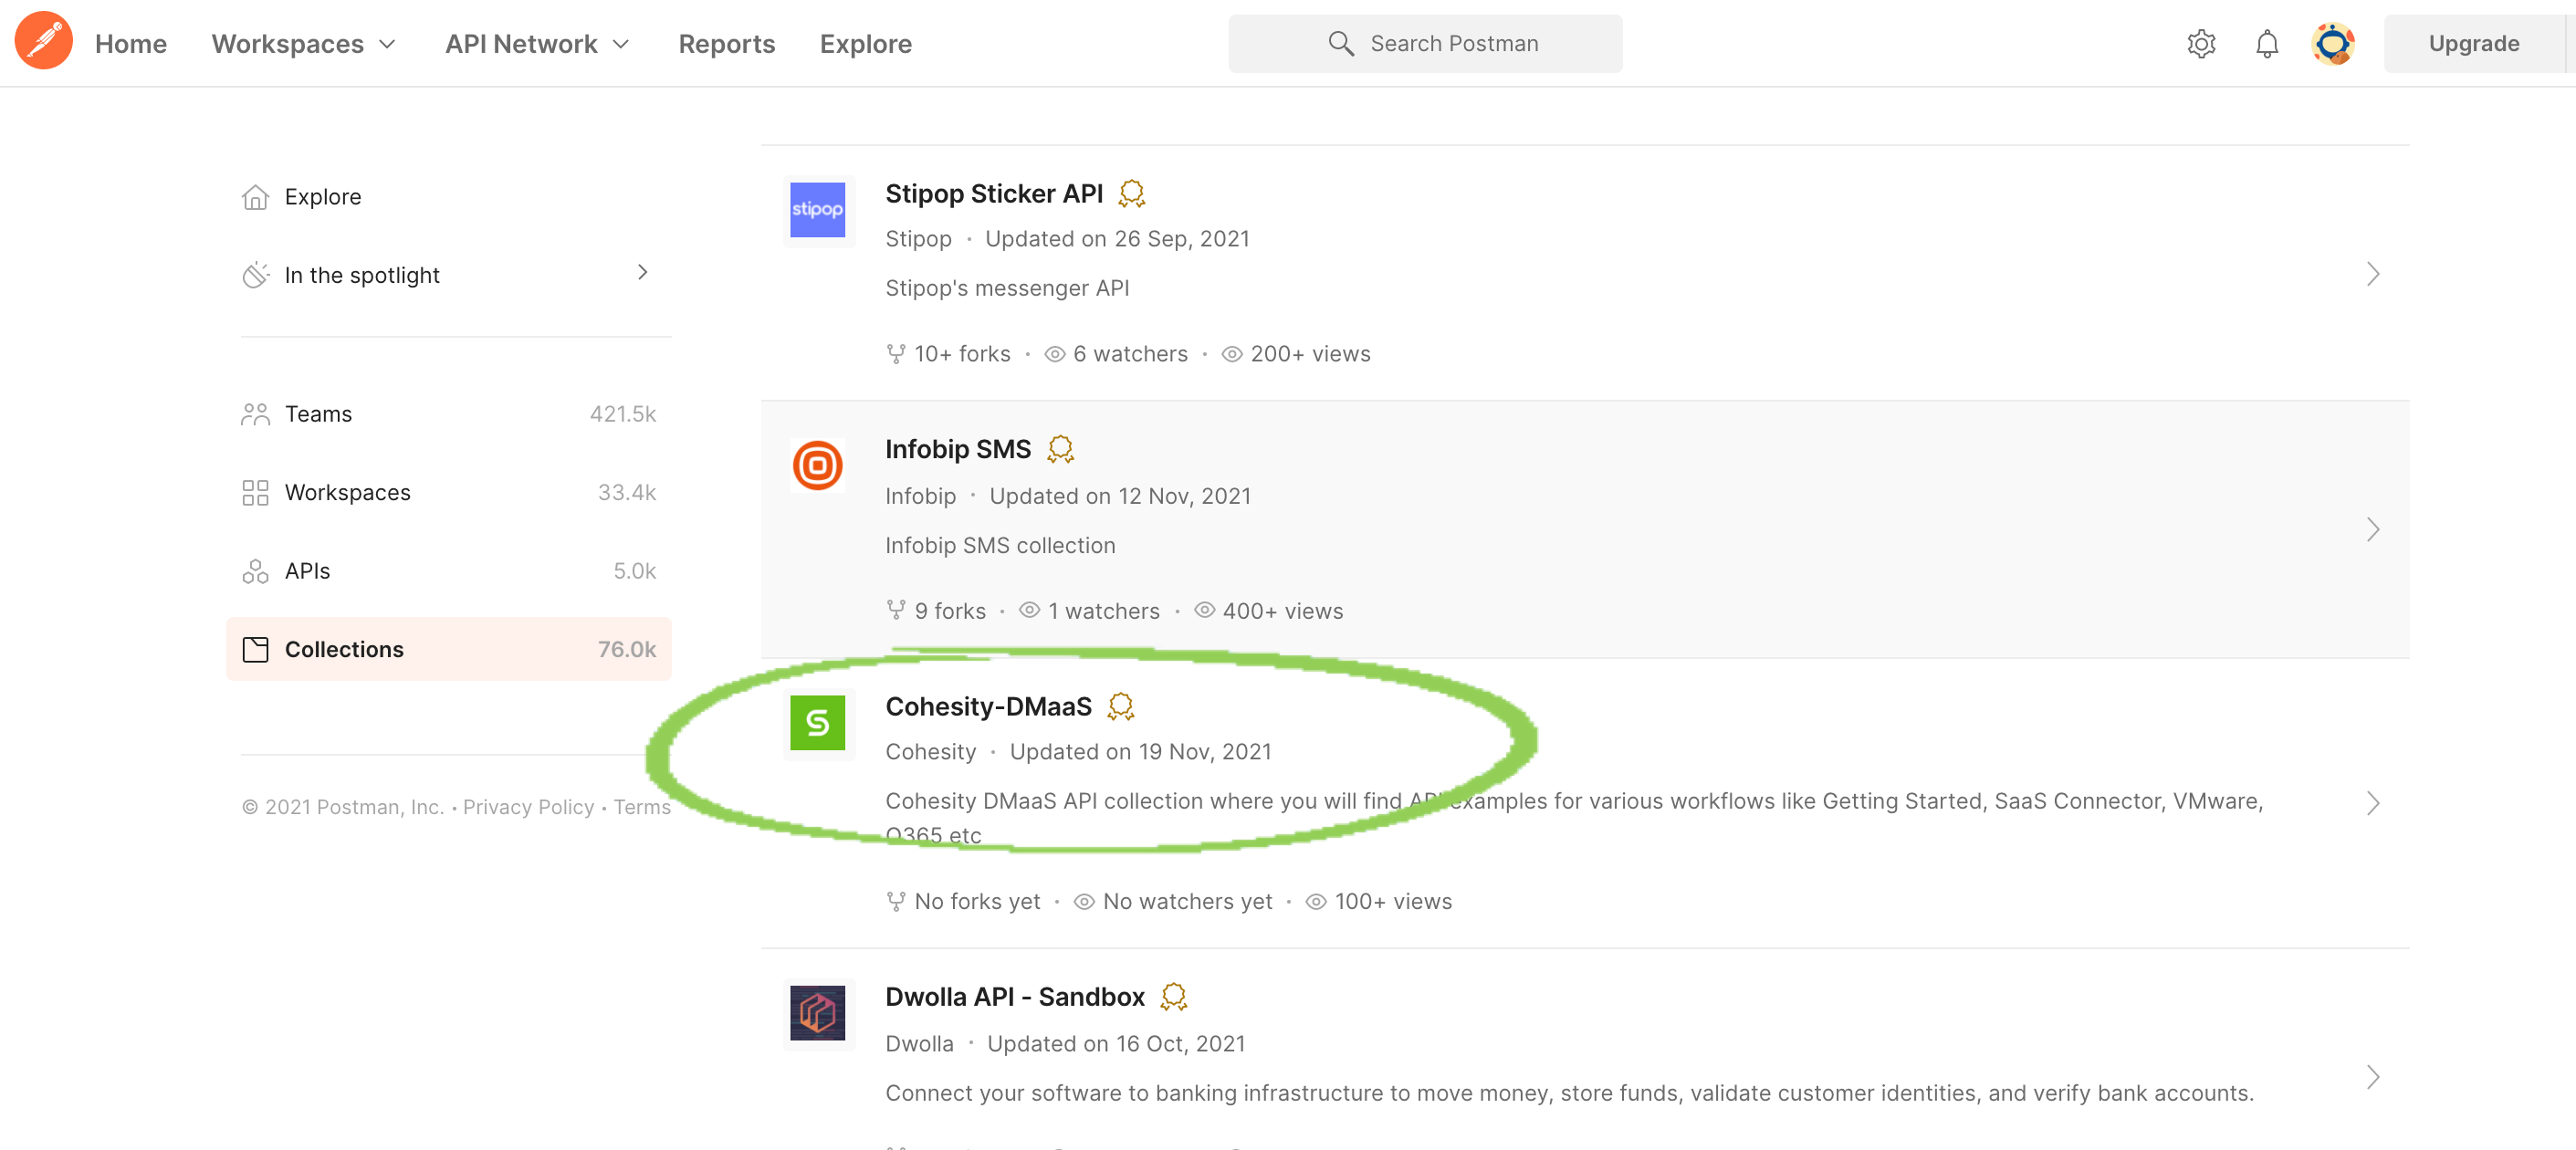 Home Workspaces API Network Reports Explore Search Postman Upgrade
Explore
In the spotlight
Teams 421.5k
Workspaces 33.4k
APIs 5.0k
Collections 76.0k
© 2021 Postman, Inc. • Privacy Policy • Terms
stipop
Stipop Sticker API
Stipop • Updated on 26 Sep, 2021
Stipop's messenger API
10+ forks • 6 watchers • 200+ views
Infobip SMS
Infobip • Updated on 12 Nov, 2021
Infobip SMS collection
9 forks • 1 watchers • 400+ views
Cohesity-DMaaS
Cohesity • Updated on 19 Nov, 2021
Cohesity DMaaS API collection where you will find API examples for various workflows like Getting Started, SaaS Connector, VMware,
O365 etc
No forks yet • No watchers yet • 100+ views
Dwolla API - Sandbox
Dwolla • Updated on 16 Oct, 2021
Connect your software to banking infrastructure to move money, store funds, validate customer identities, and verify bank accounts.